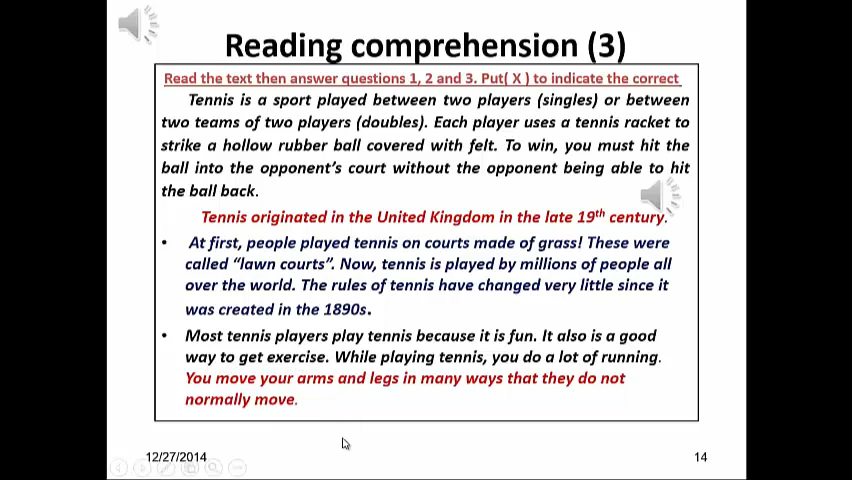 Reading comprehension (3)
Read the text then answer questions 1, 2 and 3. Put( X ) to indicate the correct
Tennis is a sport played between two players (singles) or between
two teams of two players (doubles). Each player uses a tennis racket to
strike a hollow rubber ball covered with felt. To win, you must hit the
ball into the opponent's court without the opponent being able to hit
the ball back.
Tennis originated in the United Kingdom in the late 19th century.
• At first, people played tennis on courts made of grass! These were
called “lawn courts”. Now, tennis is played by millions of people all
over the world. The rules of tennis have changed very little since it
was created in the 1890s.
• Most tennis players play tennis because it is fun. It also is a good
way to get exercise. While playing tennis, you do a lot of running.
You move your arms and legs in many ways that they do not
normally move.
12/27/2014
14